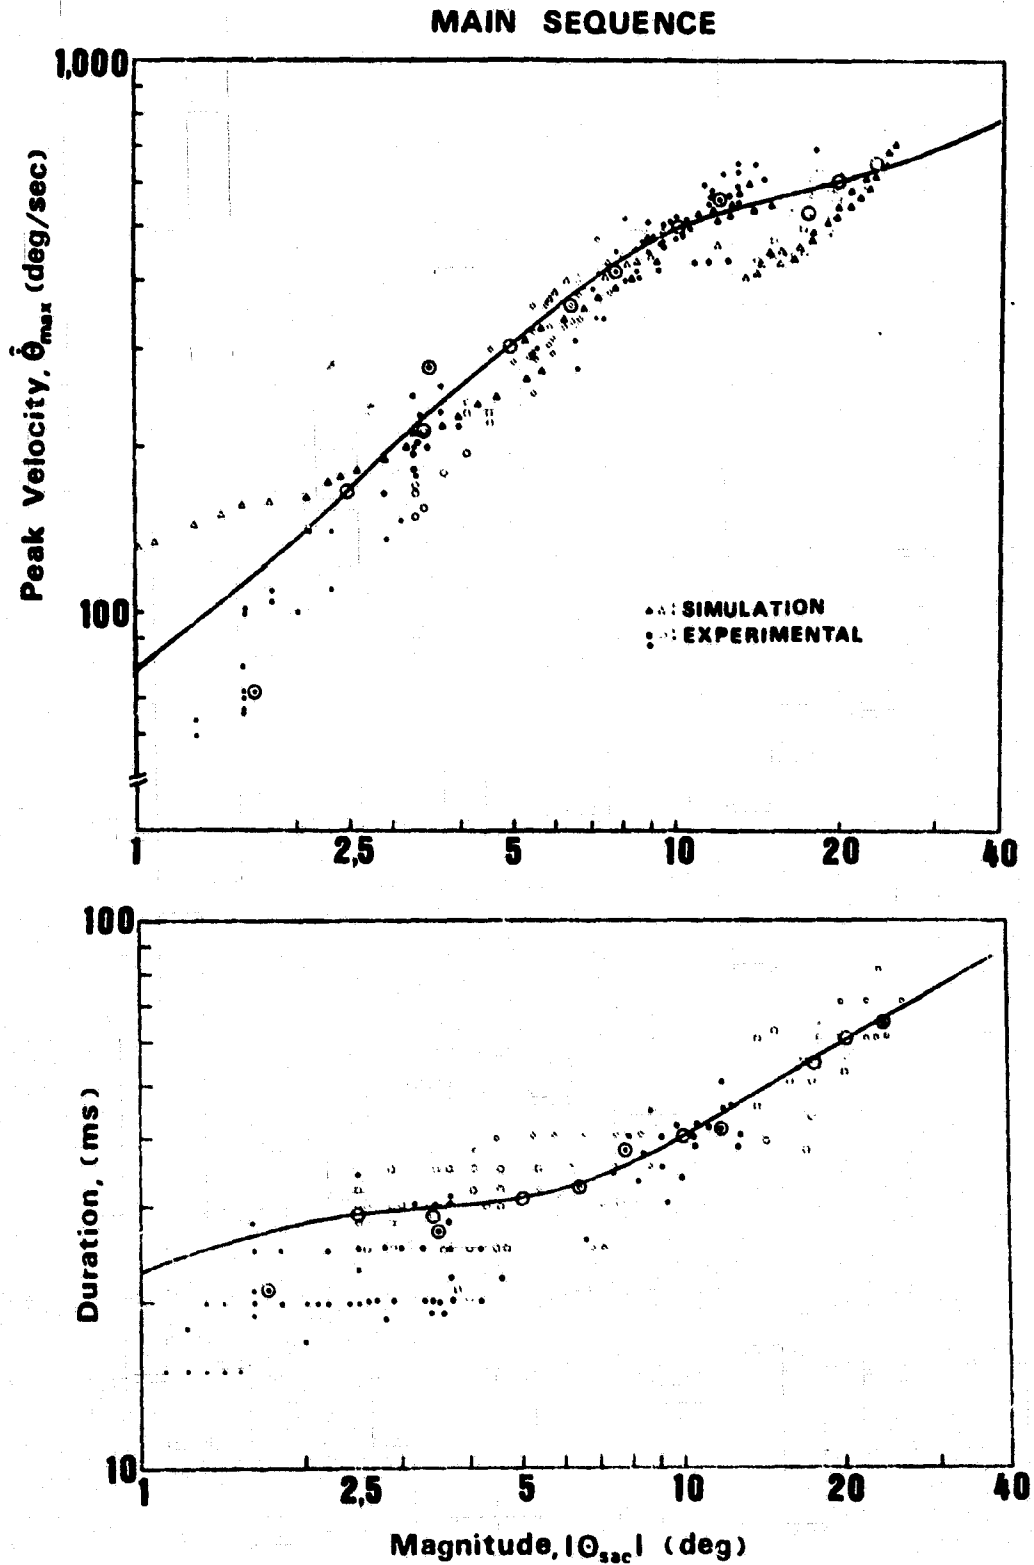 MAIN SEQUENCE
1,000
100
Peak Velocity, Θ̇max (deg/sec)
▲△: SIMULATION
: EXPERIMENTAL
1 2,5 5 10 20 40
100
10
Duration, (ms)
1 2,5 5 10 20 40
Magnitude, |Θsac| (deg)